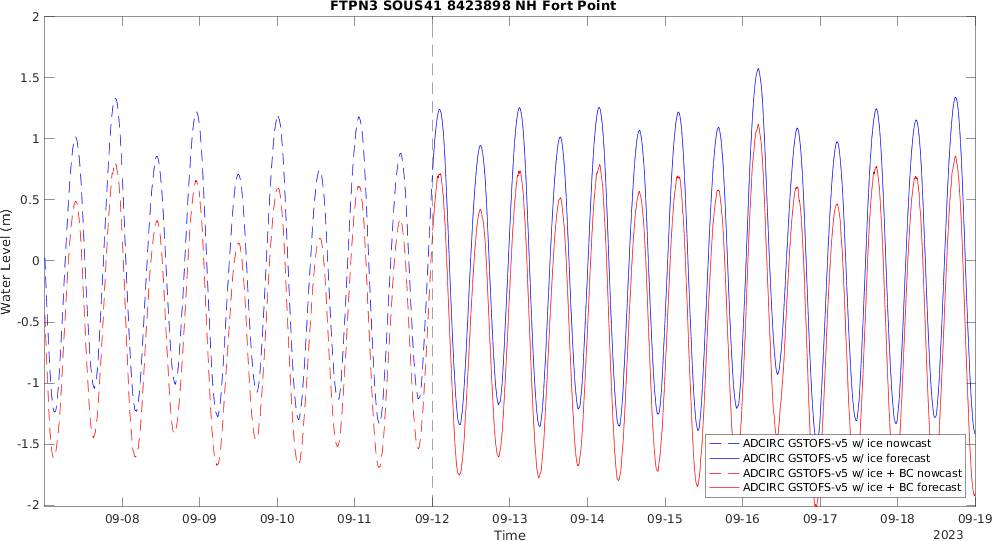 FTPN3 SOUS41 8423898 NH Fort Point
2
1.5
1
0.5
0
-0.5
-1
-1.5
-2
Water Level (m)
ADCIRC GSTOFS-v5 w/ ice nowcast
ADCIRC GSTOFS-v5 w/ ice forecast
ADCIRC GSTOFS-v5 w/ ice + BC nowcast
ADCIRC GSTOFS-v5 w/ ice + BC forecast
09-08 09-09 09-10 09-11 09-12 09-13 09-14 09-15 09-16 09-17 09-18 09-19
Time
2023